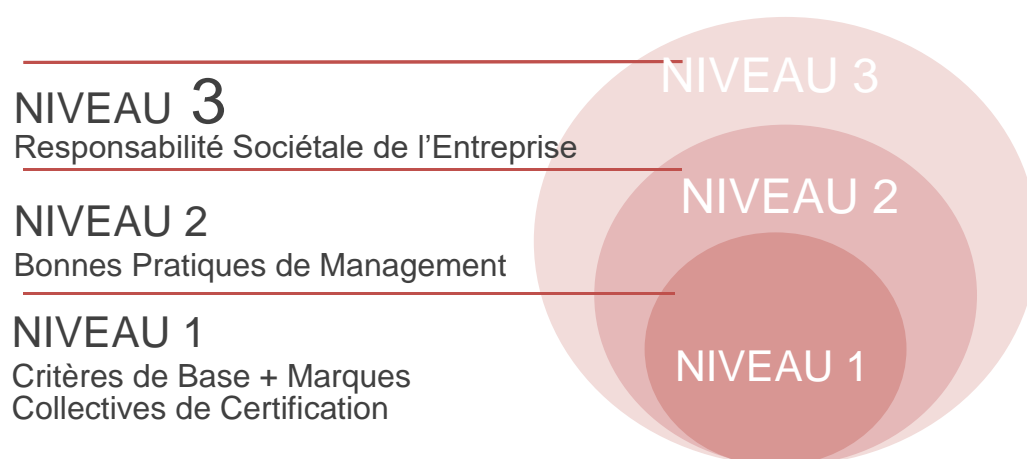 NIVEAU 3
Responsabilité Sociétale de l’Entreprise
NIVEAU 2
Bonnes Pratiques de Management
NIVEAU 1
Critères de Base + Marques
Collectives de Certification
NIVEAU 3
NIVEAU 2
NIVEAU 1